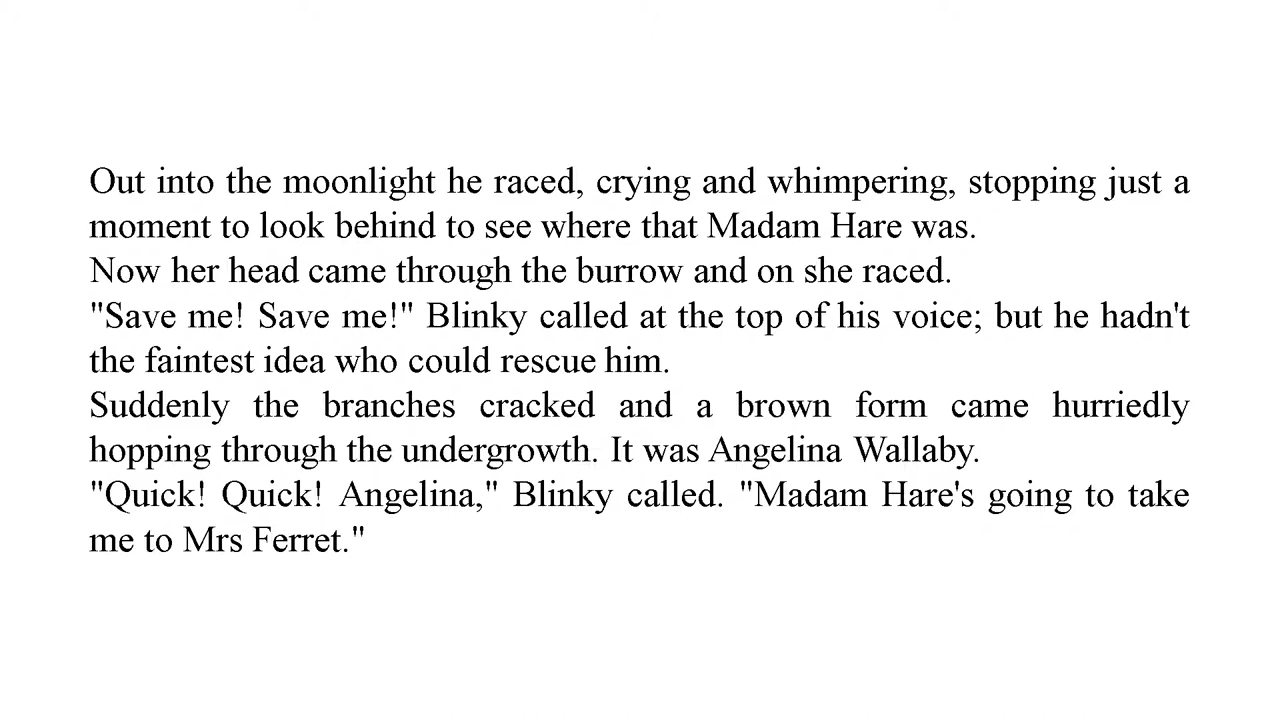 Out into the moonlight he raced, crying and whimpering, stopping just a
moment to look behind to see where that Madam Hare was.
Now her head came through the burrow and on she raced.
"Save me! Save me!" Blinky called at the top of his voice; but he hadn't
the faintest idea who could rescue him.
Suddenly the branches cracked and a brown form came hurriedly
hopping through the undergrowth. It was Angelina Wallaby.
"Quick! Quick! Angelina," Blinky called. "Madam Hare's going to take
me to Mrs Ferret."